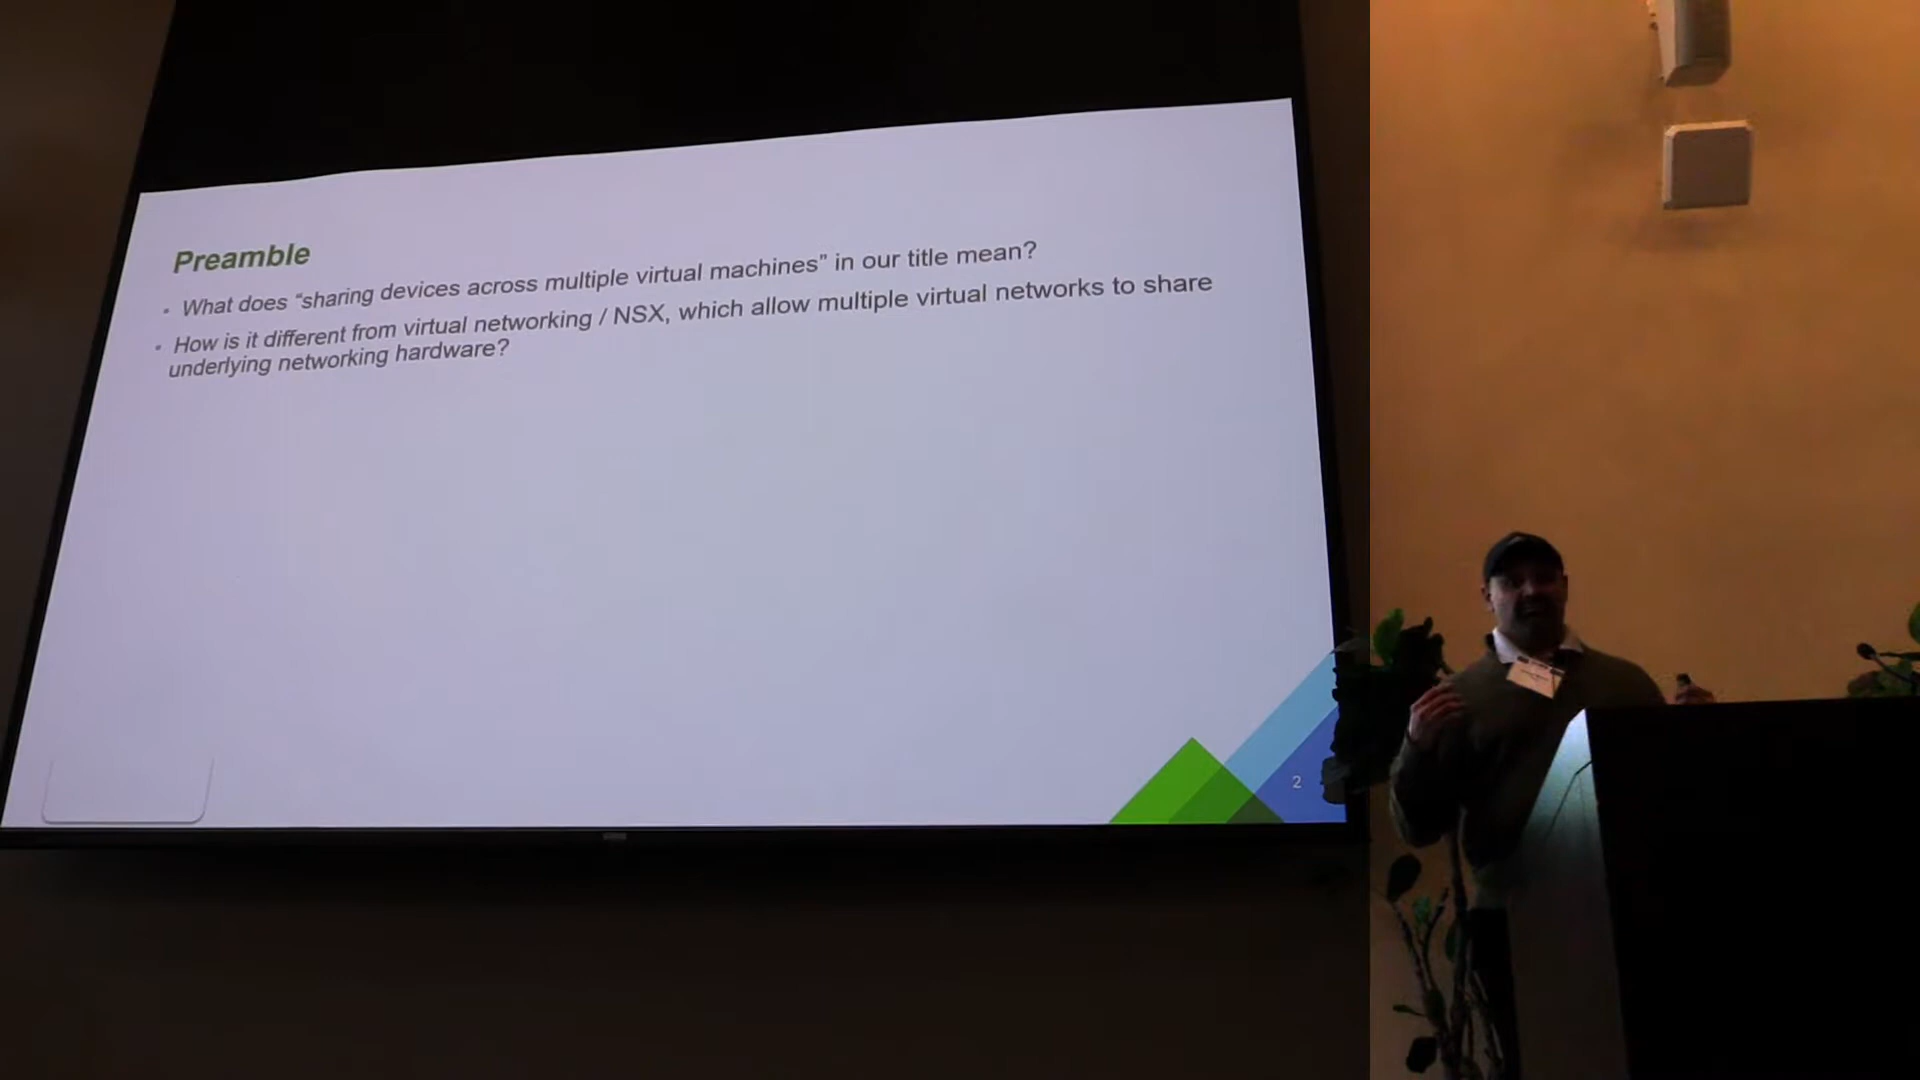 Preamble
• What does “sharing devices across multiple virtual machines” in our title mean?
• How is it different from virtual networking / NSX, which allow multiple virtual networks to share
underlying networking hardware?
2